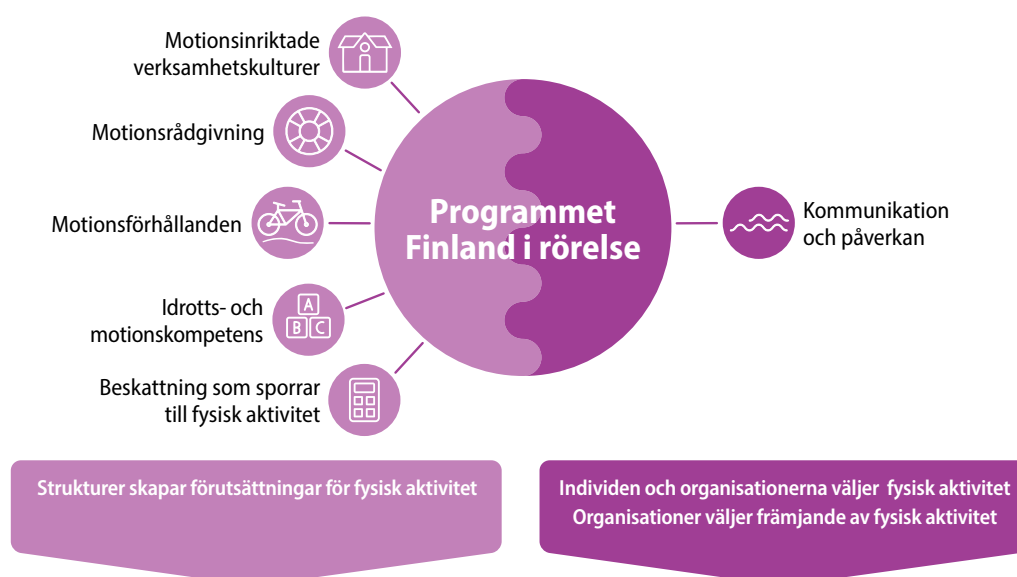 Motionsinriktade
verksamhetskulturer
Motionsrådgivning
Motionsförhållanden
Idrotts- och
motionskompetens
A
B C
Beskattning som sporrar
till fysisk aktivitet
Programmet
Finland i rörelse
Kommunikation
och påverkan
Strukturer skapar förutsättningar för fysisk aktivitet
Individen och organisationerna väljer fysisk aktivitet
Organisationer väljer främjande av fysisk aktivitet